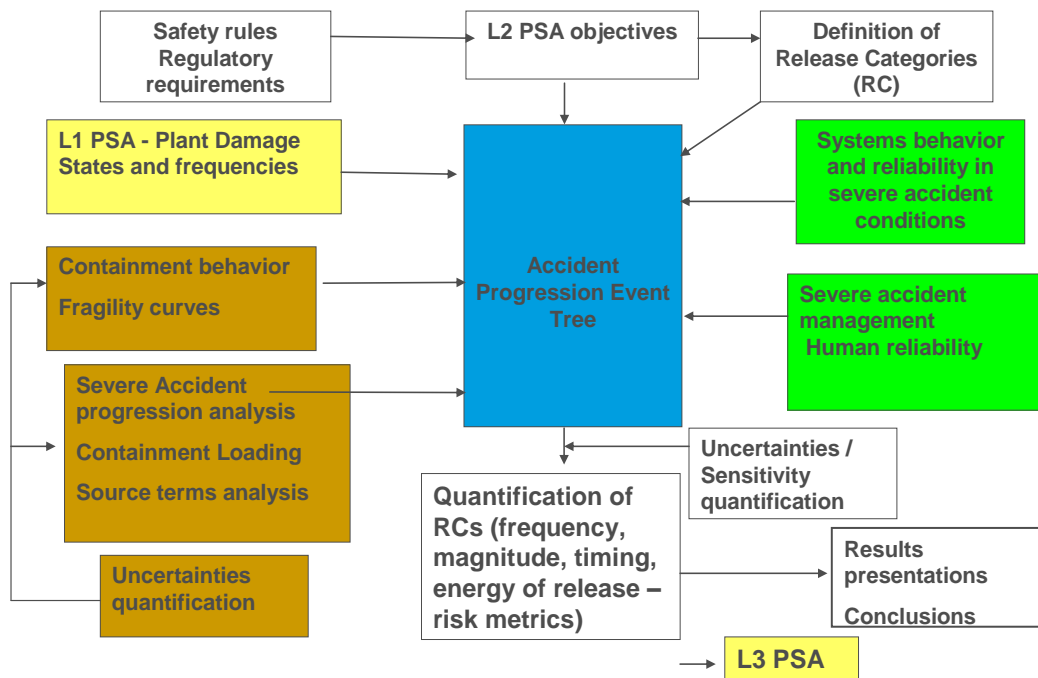 Safety rules
Regulatory
requirements
L2 PSA objectives
Definition of
Release Categories
(RC)
L1 PSA - Plant Damage
States and frequencies
Systems behavior
and reliability in
severe accident
conditions
Containment behavior
Fragility curves
Accident
Progression Event
Tree
Severe accident
management
Human reliability
Severe Accident
progression analysis
Containment Loading
Source terms analysis
Uncertainties /
Sensitivity
quantification
Quantification of
RCs (frequency,
magnitude, timing,
energy of release –
risk metrics)
Uncertainties
quantification
Results
presentations
Conclusions
L3 PSA